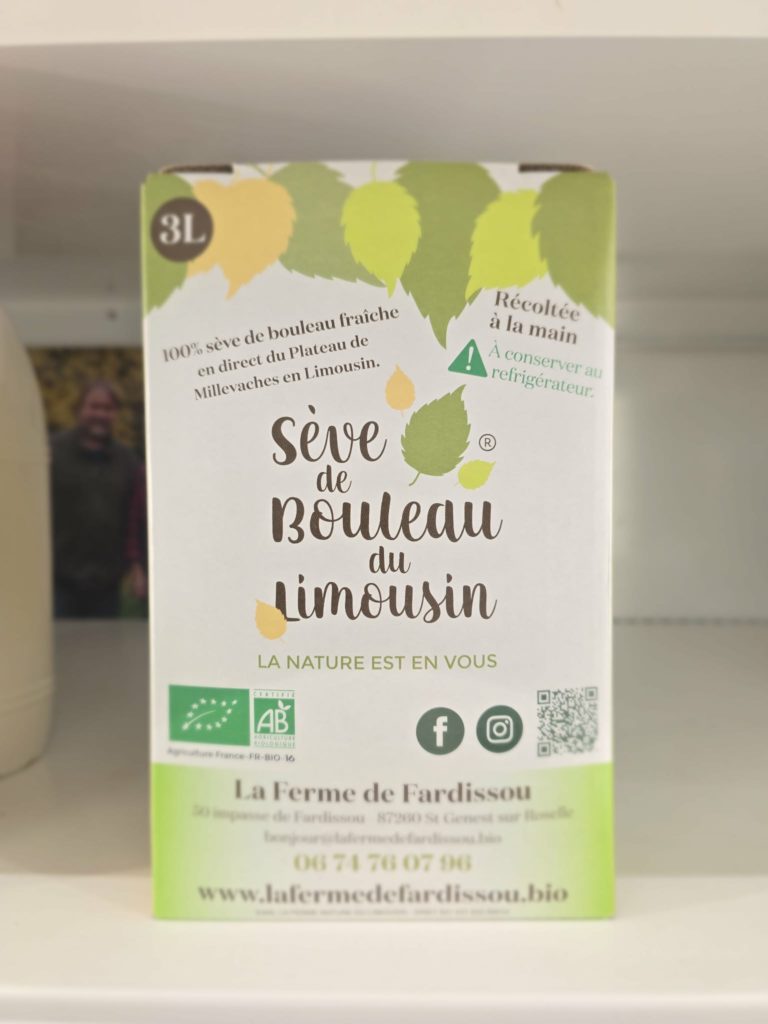 3L
100% sève de bouleau fraîche
en direct du Plateau de
Millevaches en Limousin.
Récoltée
à la main
À conserver au
refrigérateur.
Sève
®
de
Bouleau
du
Limousin
LA NATURE EST EN VOUS
CERTIFIÉ
AB
AGRICULTURE
BIOLOGIQUE
Agriculture France-FR-BIO-16
La Ferme de Fardissou
50 impasse de Fardissou 87260 St Genest sur Roselle
bonjour@lafermedefardissou.bio
06 74 76 07 96
www.lafermedefardissou.bio